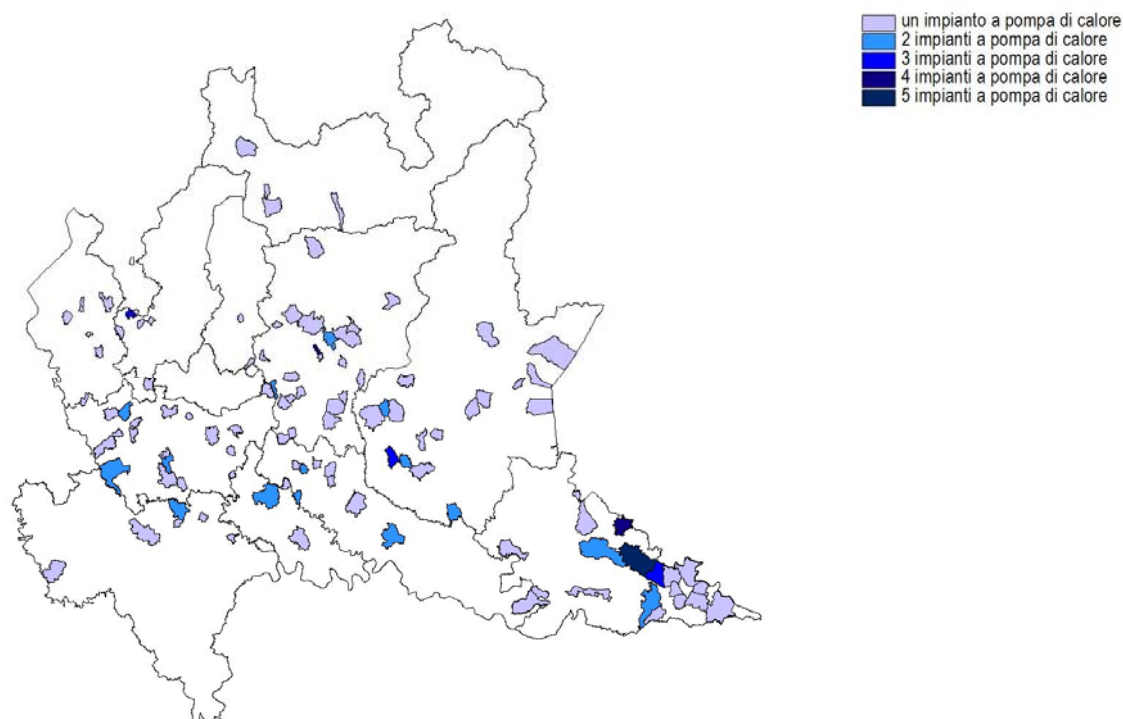 un impianto a pompa di calore
2 impianti a pompa di calore
3 impianti a pompa di calore
4 impianti a pompa di calore
5 impianti a pompa di calore